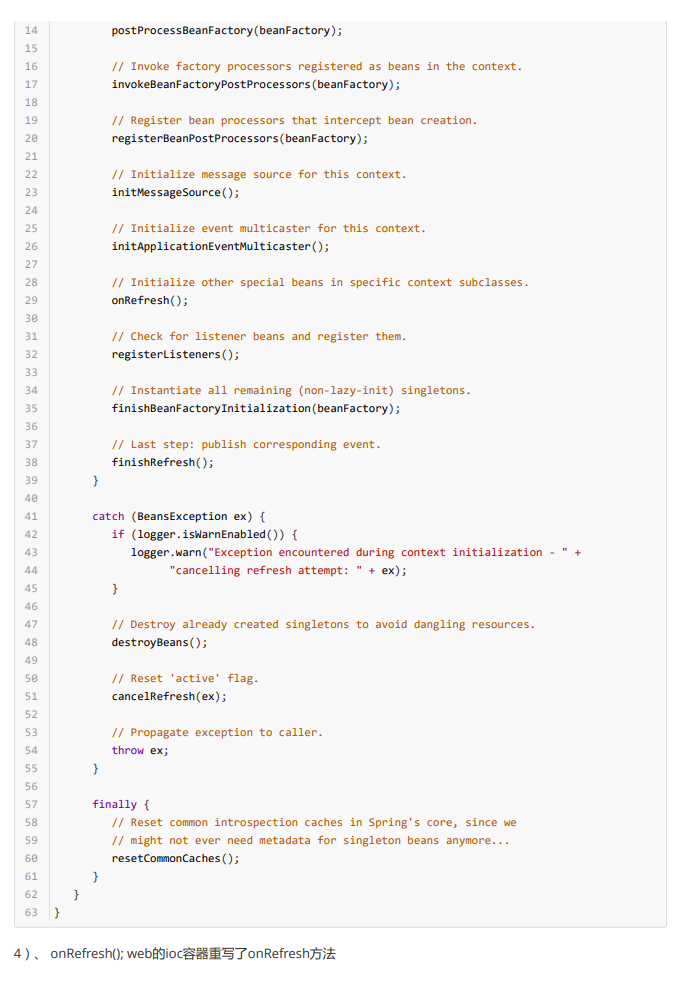 14 postProcessBeanFactory(beanFactory);
15
16 // Invoke factory processors registered as beans in the context.
17 invokeBeanFactoryPostProcessors(beanFactory);
18
19 // Register bean processors that intercept bean creation.
20 registerBeanPostProcessors(beanFactory);
21
22 // Initialize message source for this context.
23 initMessageSource();
24
25 // Initialize event multicaster for this context.
26 initApplicationEventMulticaster();
27
28 // Initialize other special beans in specific context subclasses.
29 onRefresh();
30
31 // Check for listener beans and register them.
32 registerListeners();
33
34 // Instantiate all remaining (non-lazy-init) singletons.
35 finishBeanFactoryInitialization(beanFactory);
36
37 // Last step: publish corresponding event.
38 finishRefresh();
39 }
40
41 catch (BeansException ex) {
42 if (logger.isWarnEnabled()) {
43 logger.warn("Exception encountered during context initialization - " +
44 "cancelling refresh attempt: " + ex);
45 }
46
47 // Destroy already created singletons to avoid dangling resources.
48 destroyBeans();
49
50 // Reset 'active' flag.
51 cancelRefresh(ex);
52
53 // Propagate exception to caller.
54 throw ex;
55 }
56
57 finally {
58 // Reset common introspection caches in Spring's core, since we
59 // might not ever need metadata for singleton beans anymore...
60 resetCommonCaches();
61 }
62 }
63 }
4）、 onRefresh(); web的ioc容器重写了onRefresh方法